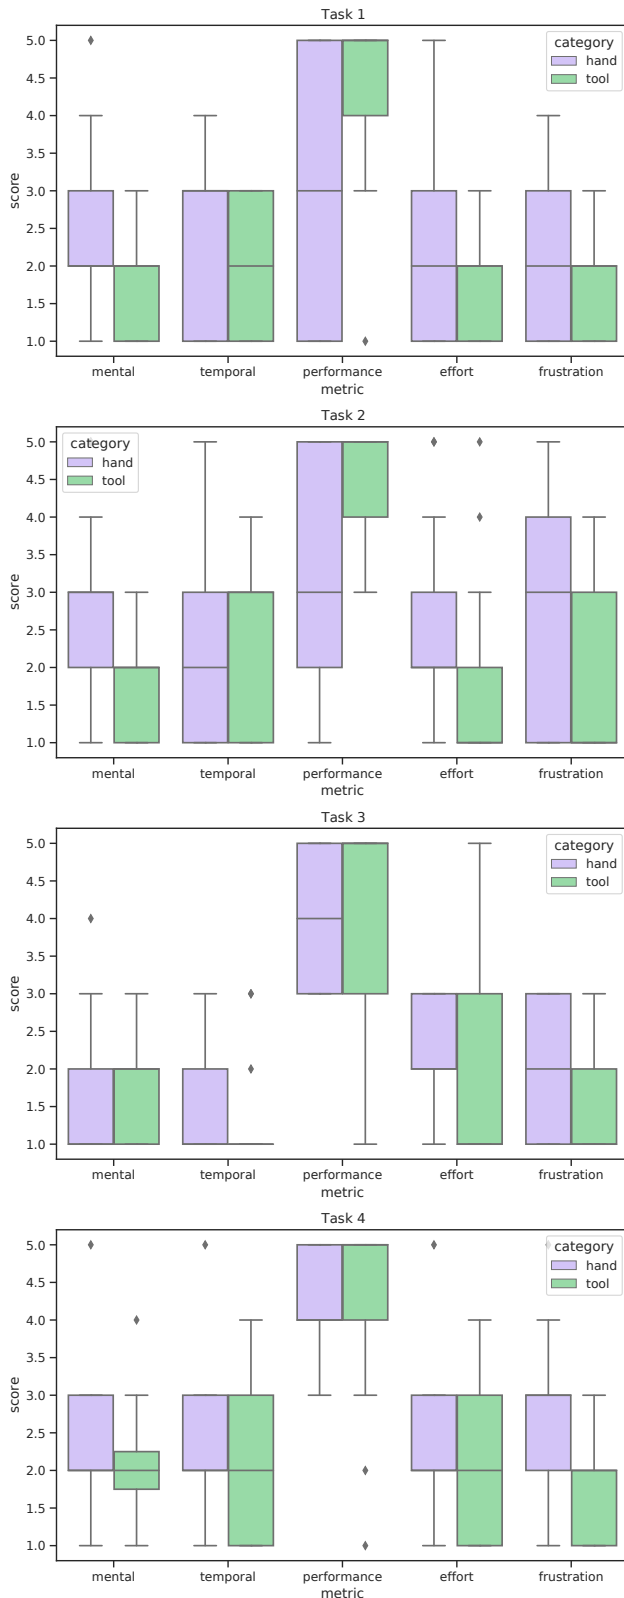 Task 1
5.0
4.5
4.0
3.5
3.0
2.5
2.0
1.5
1.0
score
category
hand
tool
mental temporal performance effort frustration
metric
Task 2
5.0
4.5
4.0
3.5
3.0
2.5
2.0
1.5
1.0
score
category
hand
tool
mental temporal performance effort frustration
metric
Task 3
5.0
4.5
4.0
3.5
3.0
2.5
2.0
1.5
1.0
score
category
hand
tool
mental temporal performance effort frustration
metric
Task 4
5.0
4.5
4.0
3.5
3.0
2.5
2.0
1.5
1.0
score
category
hand
tool
mental temporal performance effort frustration
metric